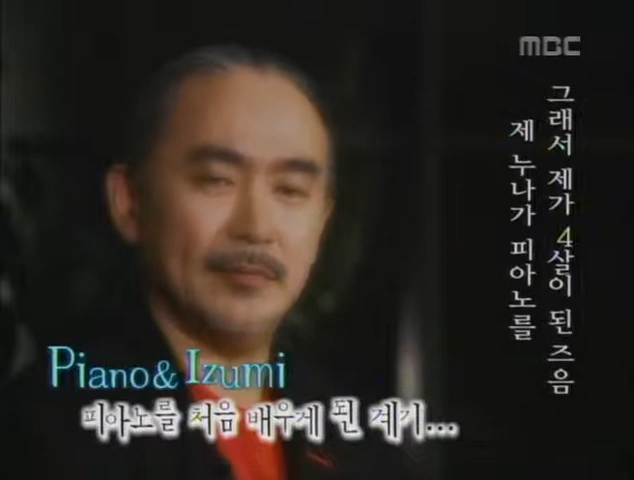 MBC
그래서 제가 4살이 된 즈음
제 누나가 피아노를
Piano & Izumi
피아노를 처음 배우게 된 계기...